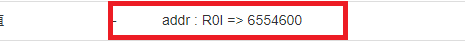 - addr : R0I => 6554600